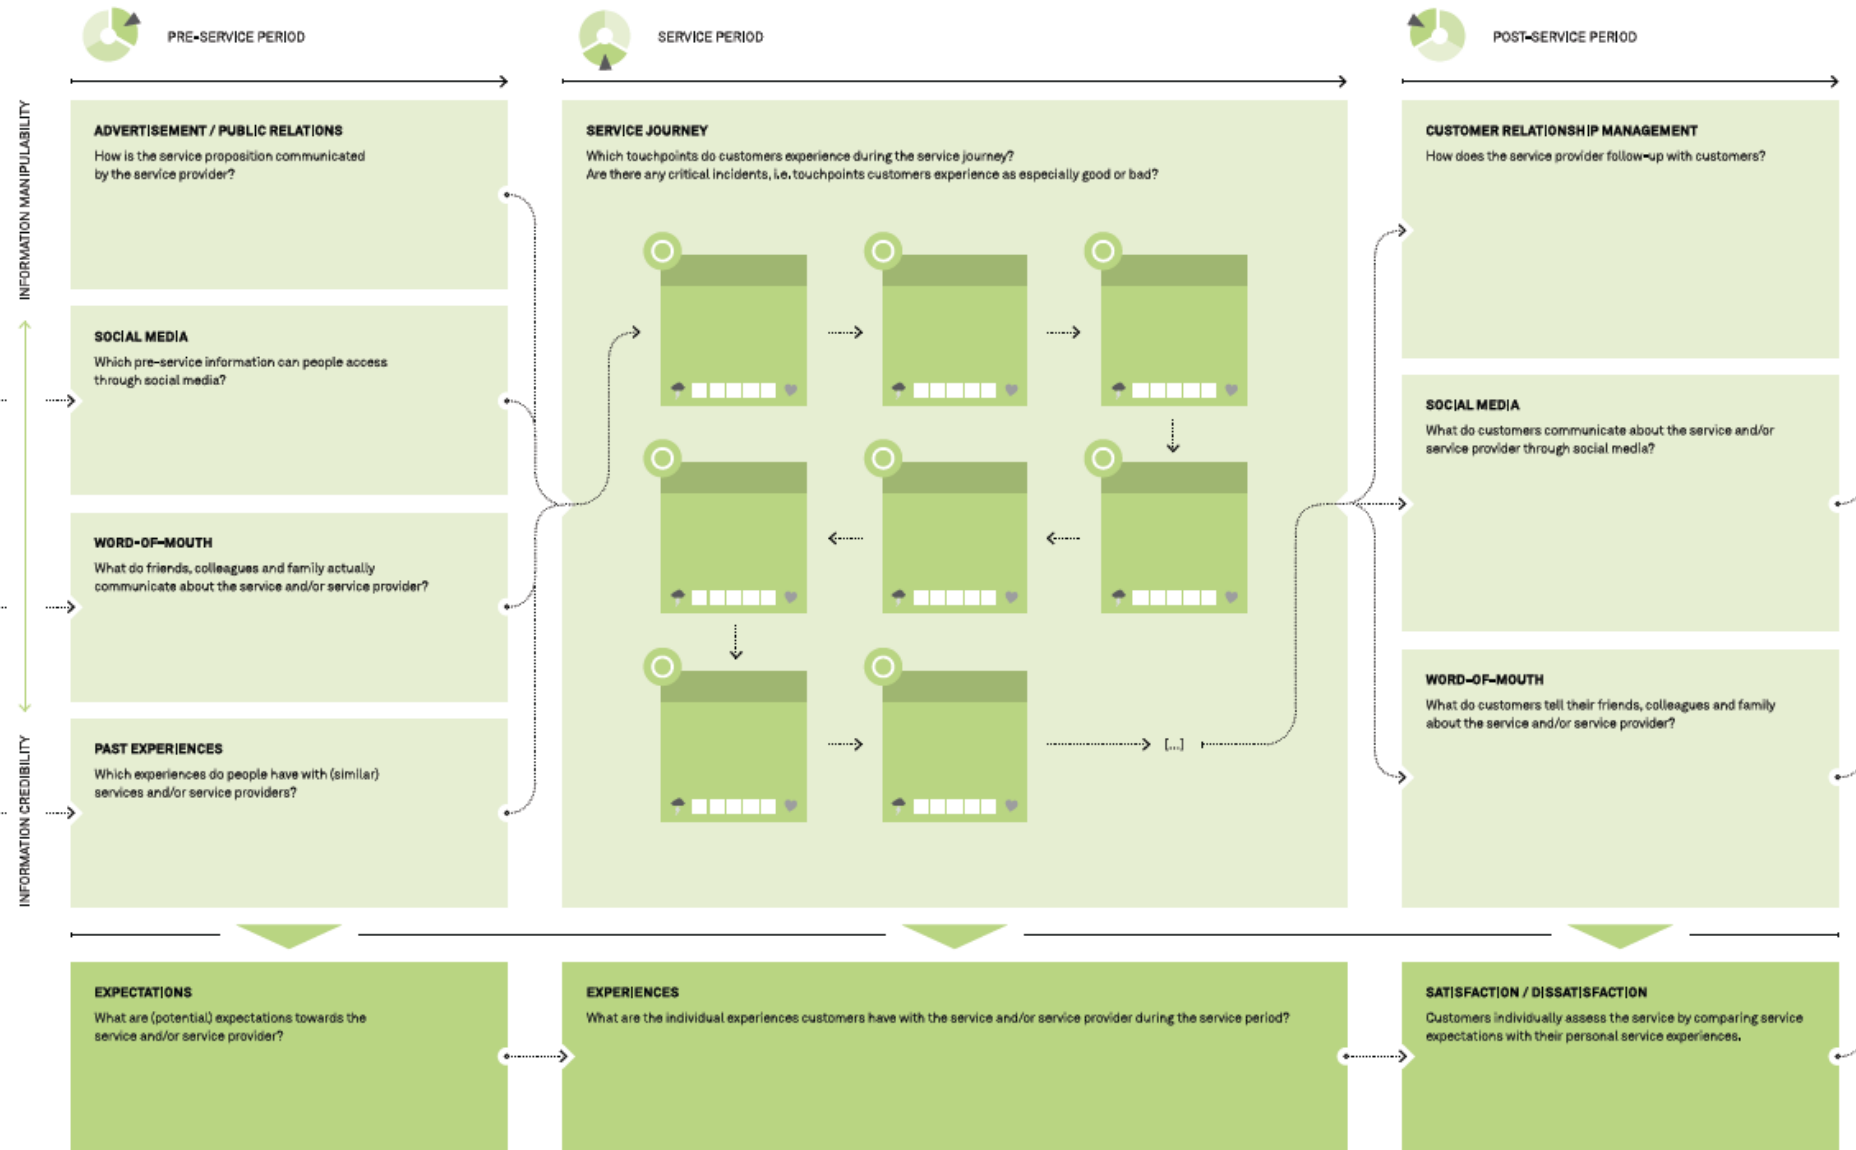 PRE-SERVICE PERIOD
SERVICE PERIOD
POST-SERVICE PERIOD
INFORMATION MANIPULABILITY
INFORMATION CREDIBILITY
ADVERTISEMENT / PUBLIC RELATIONS
How is the service proposition communicated
by the service provider?
SOCIAL MEDIA
Which pre-service information can people access
through social media?
WORD-OF-MOUTH
What do friends, colleagues and family actually
communicate about the service and/or service provider?
PAST EXPERIENCES
Which experiences do people have with (similar)
services and/or service providers?
SERVICE JOURNEY
Which touchpoints do customers experience during the service journey?
Are there any critical incidents, i.e. touchpoints customers experience as especially good or bad?
[...]
CUSTOMER RELATIONSHIP MANAGEMENT
How does the service provider follow-up with customers?
SOCIAL MEDIA
What do customers communicate about the service and/or
service provider through social media?
WORD-OF-MOUTH
What do customers tell their friends, colleagues and family
about the service and/or service provider?
EXPECTATIONS
What are (potential) expectations towards the
service and/or service provider?
EXPERIENCES
What are the individual experiences customers have with the service and/or service provider during the service period?
SATISFACTION / DISSATISFACTION
Customers individually assess the service by comparing service
expectations with their personal service experiences.